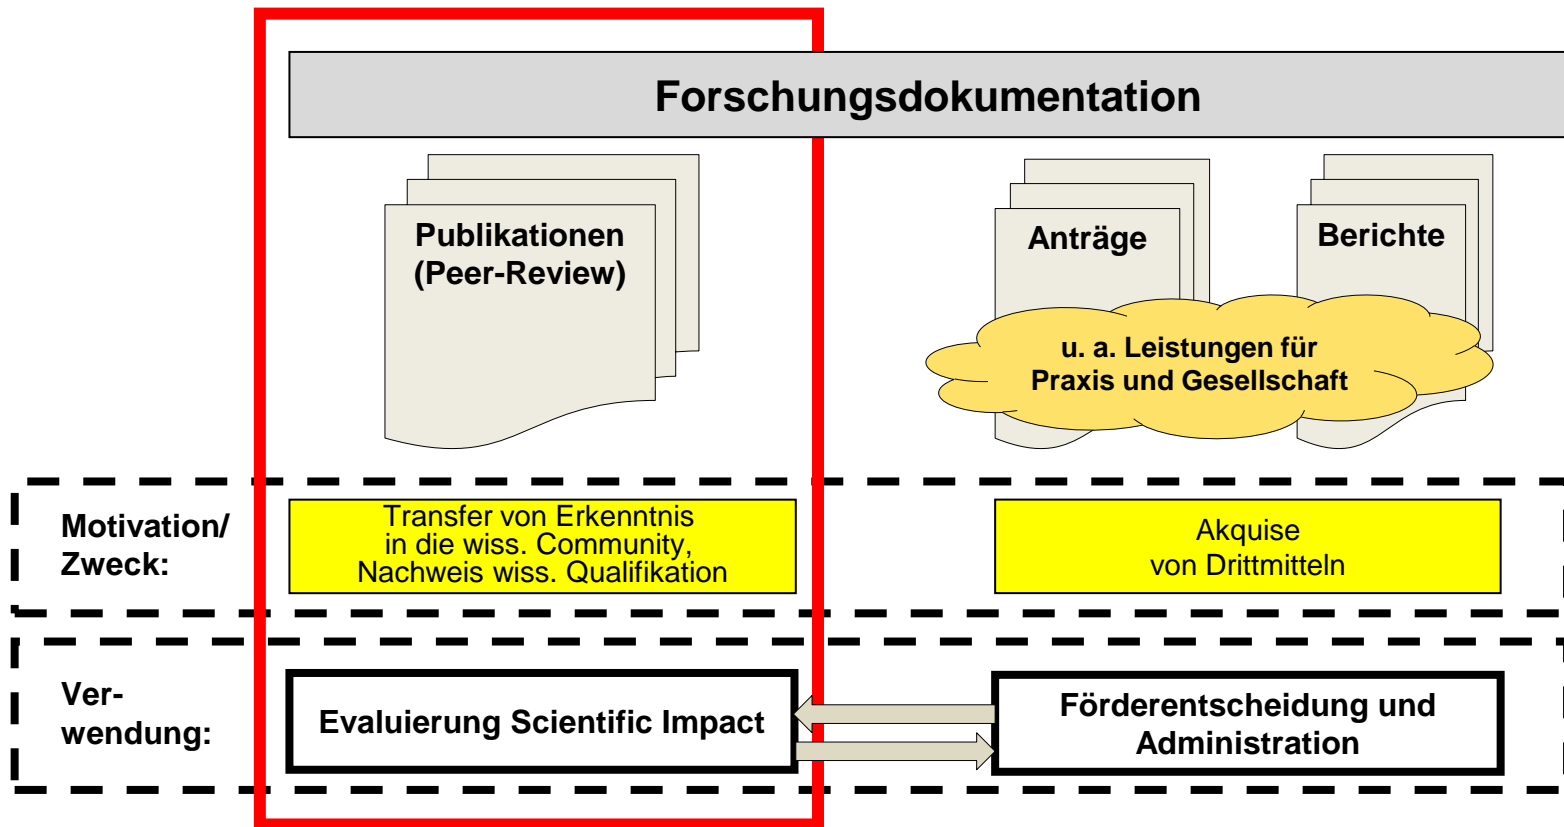 Forschungsdokumentation
Publikationen
(Peer-Review)
Anträge
Berichte
u. a. Leistungen für
Praxis und Gesellschaft
Motivation/
Zweck:
Transfer von Erkenntnis
in die wiss. Community,
Nachweis wiss. Qualifikation
Akquise
von Drittmitteln
Ver-
wendung:
Evaluierung Scientific Impact
Förderentscheidung und
Administration